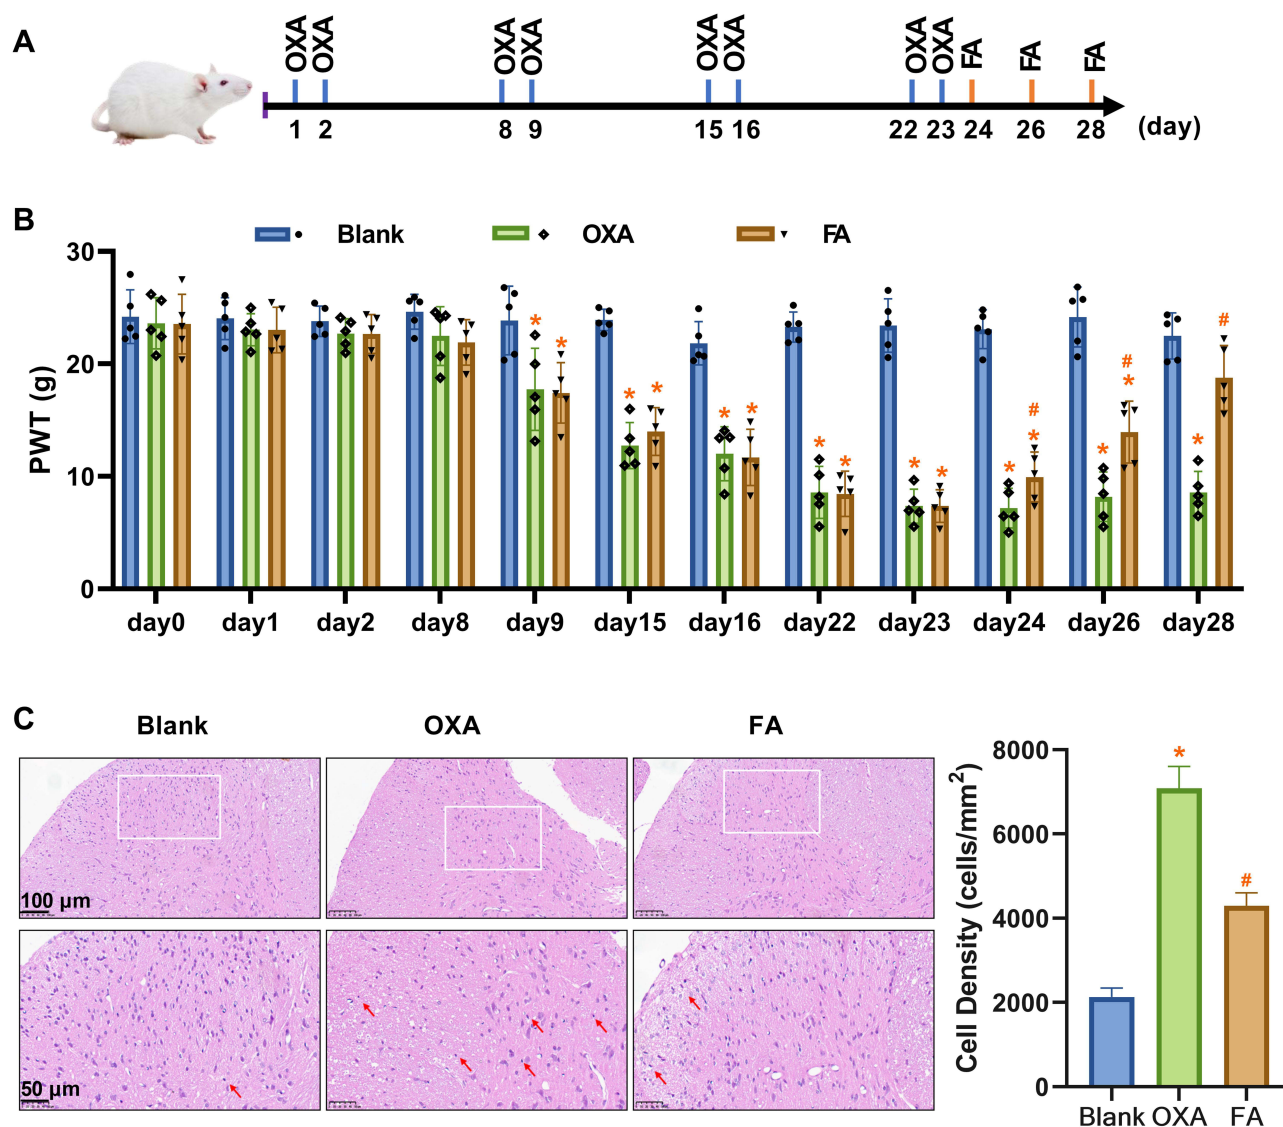 A
OXA OXA OXA OXA OXA OXA OXA OXA FA FA FA
1 2 8 9 15 16 22 23 24 26 28 (day)
B
Blank OXA FA
PWT (g)
30
20
10
0
* * * * * * * * * * * # * * # * * #
day0 day1 day2 day8 day9 day15 day16 day22 day23 day24 day26 day28
C
Blank OXA FA
100 μm
50 μm
Cell Density (cells/mm²)
8000
6000
4000
2000
0
* #
Blank OXA FA